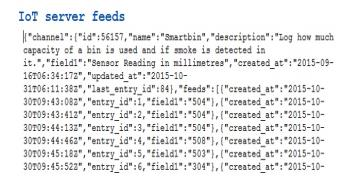 IoT server feeds
{"channel":{"id":56157,"name":"Smartbin","description":"Log how much
capacity of a bin is used and if smoke is detected in
it.","field1":"Sensor Reading in millimetres","created_at":"2015-09-
16T06:34:17Z","updated_at":"2015-10-
31T06:11:38Z","last_entry_id":84},"feeds":[{"created_at":"2015-10-
30T09:43:08Z","entry_id":1,"field1":"504"},{"created_at":"2015-10-
30T09:43:41Z","entry_id":2,"field1":"504"},{"created_at":"2015-10-
30T09:44:13Z","entry_id":3,"field1":"504"},{"created_at":"2015-10-
30T09:44:46Z","entry_id":4,"field1":"508"},{"created_at":"2015-10-
30T09:45:18Z","entry_id":5,"field1":"503"},{"created_at":"2015-10-
30T09:45:52Z","entry_id":6,"field1":"304"},{"created_at":"2015-10-